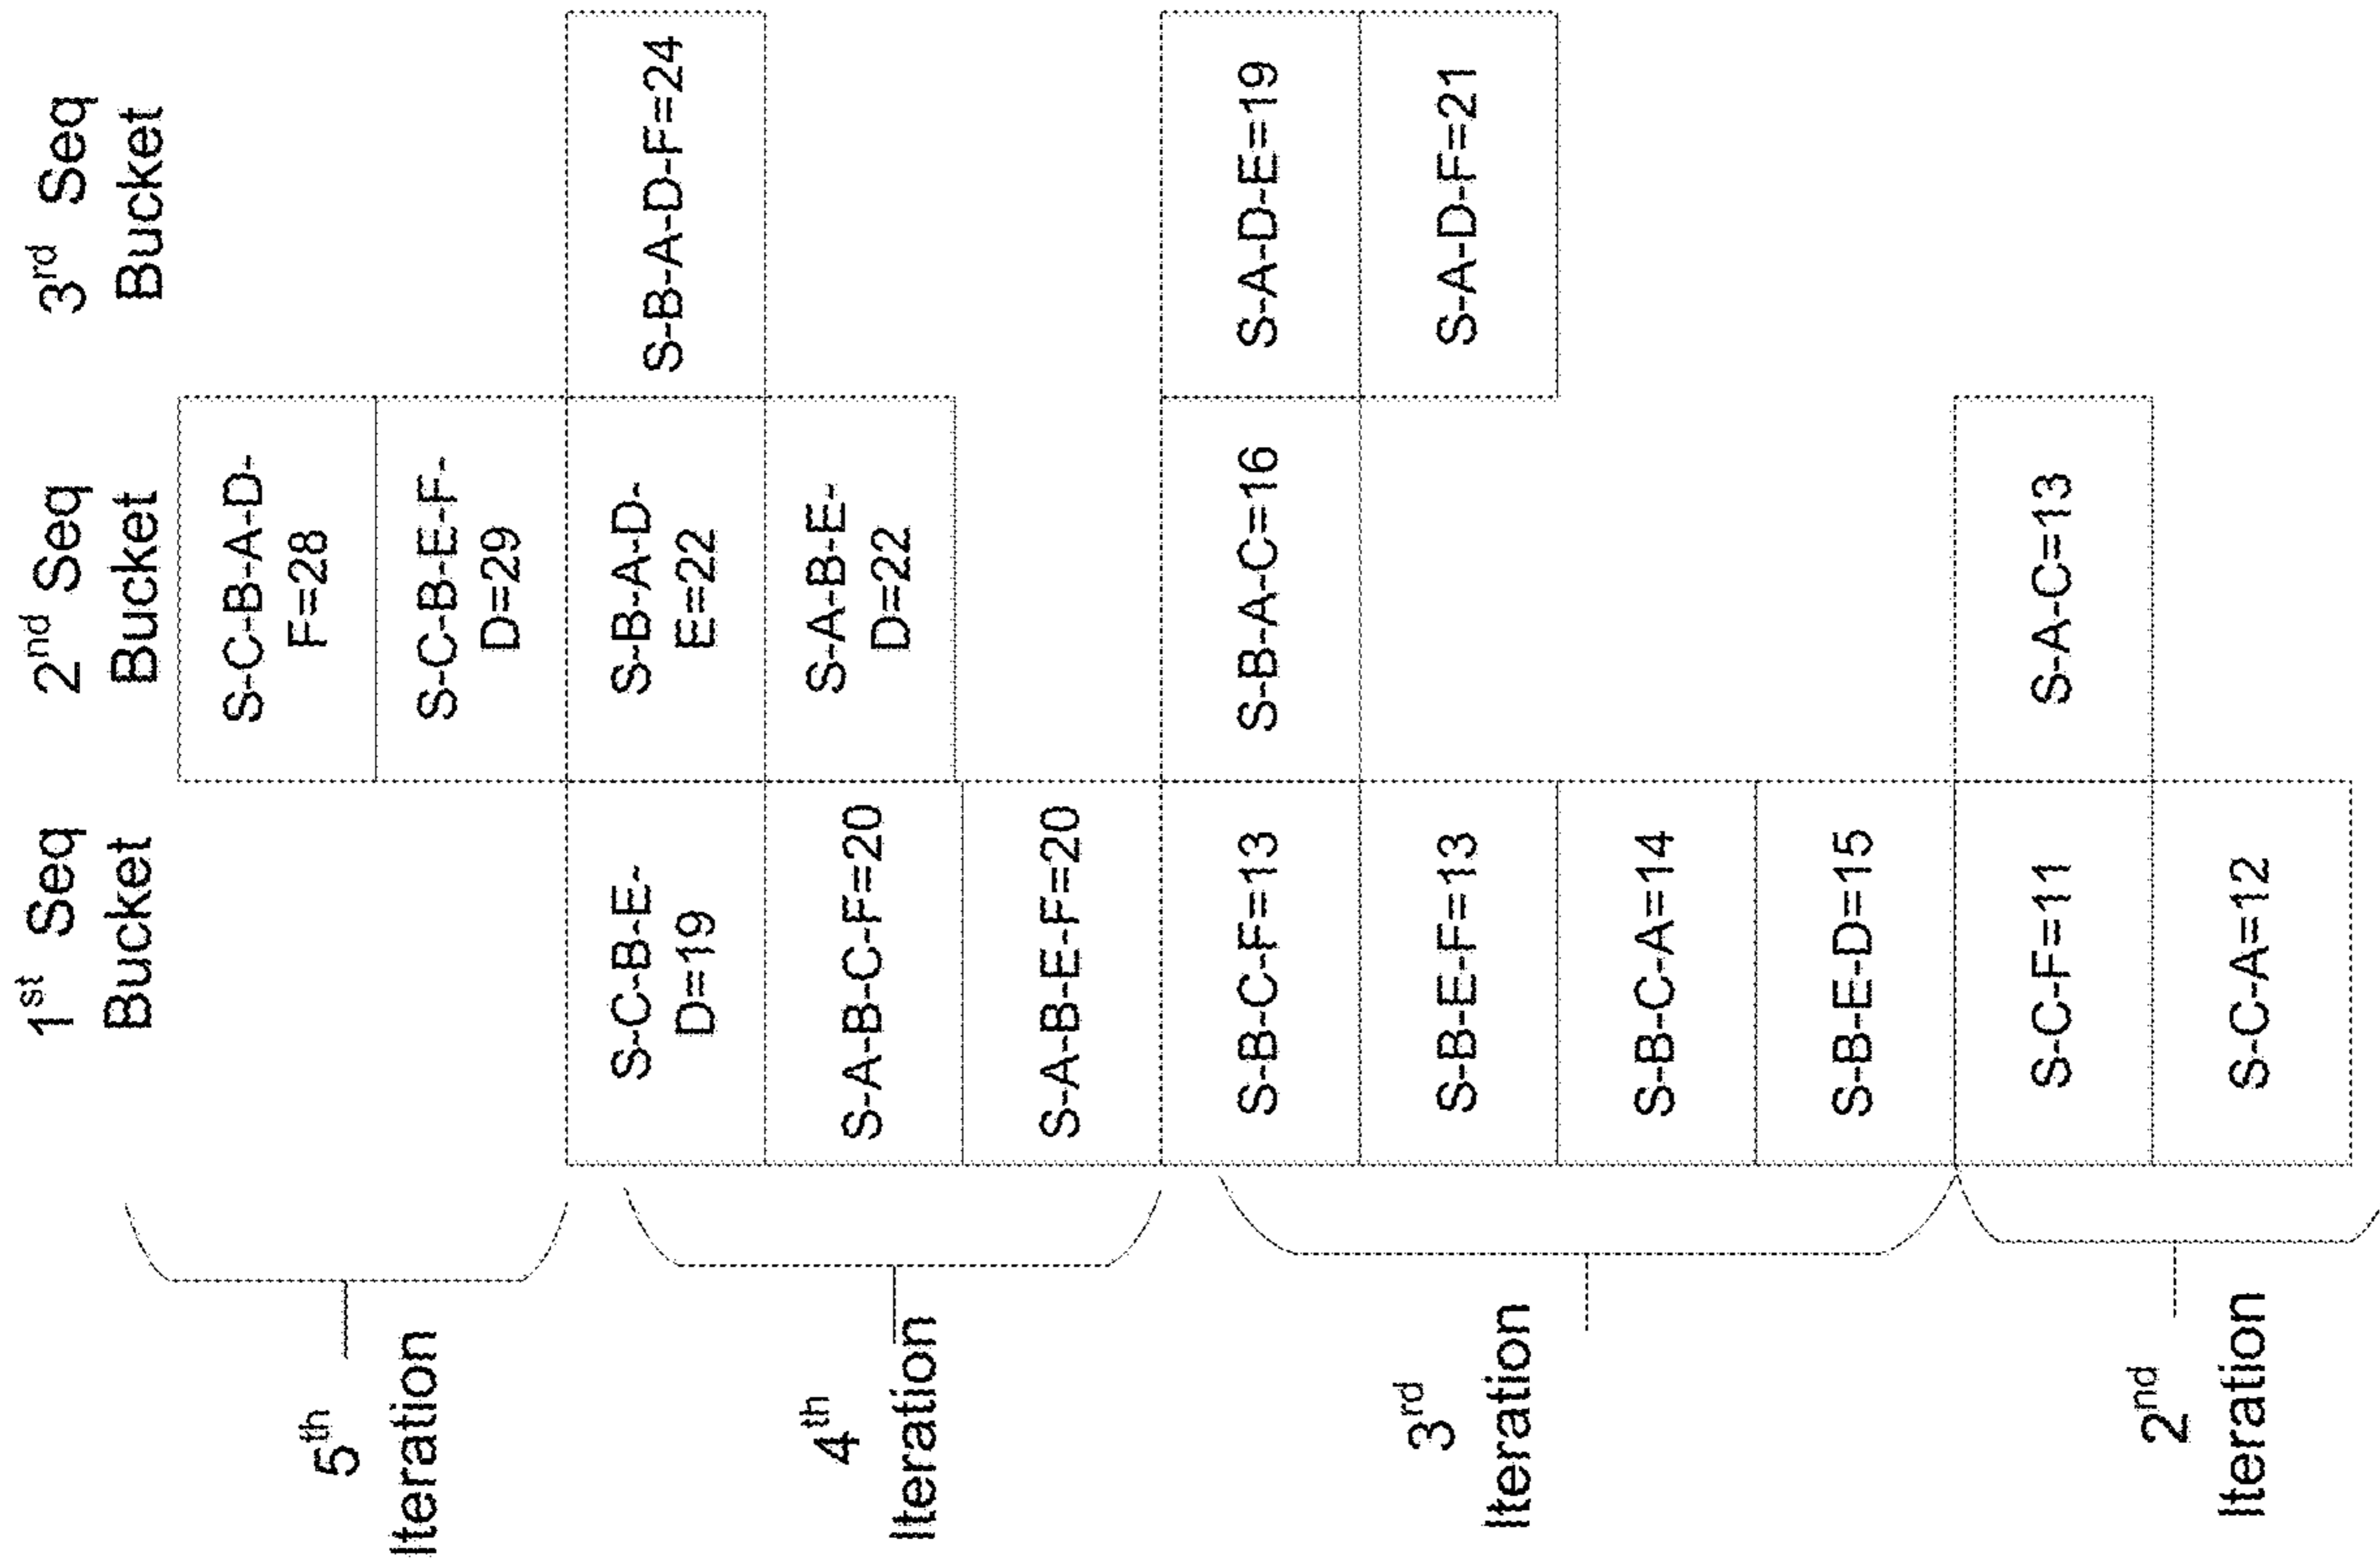 1st Seq
Bucket
2nd Seq
Bucket
3rd Seq
Bucket
5th
Iteration
S-C-B-A-D-
F=28
S-C-B-E-F-
D=29
4th
Iteration
S-C-B-E-
D=19
S-B-A-D-
E=22
S-B-A-D-F=24
S-A-B-C-F=20
S-A-B-E-
D=22
S-A-B-E-F=20
3rd
Iteration
S-B-C-F=13
S-B-A-C=16
S-A-D-E=19
S-B-E-F=13
S-A-D-F=21
S-B-C-A=14
S-B-E-D=15
2nd
Iteration
S-C-F=11
S-A-C=13
S-C-A=12